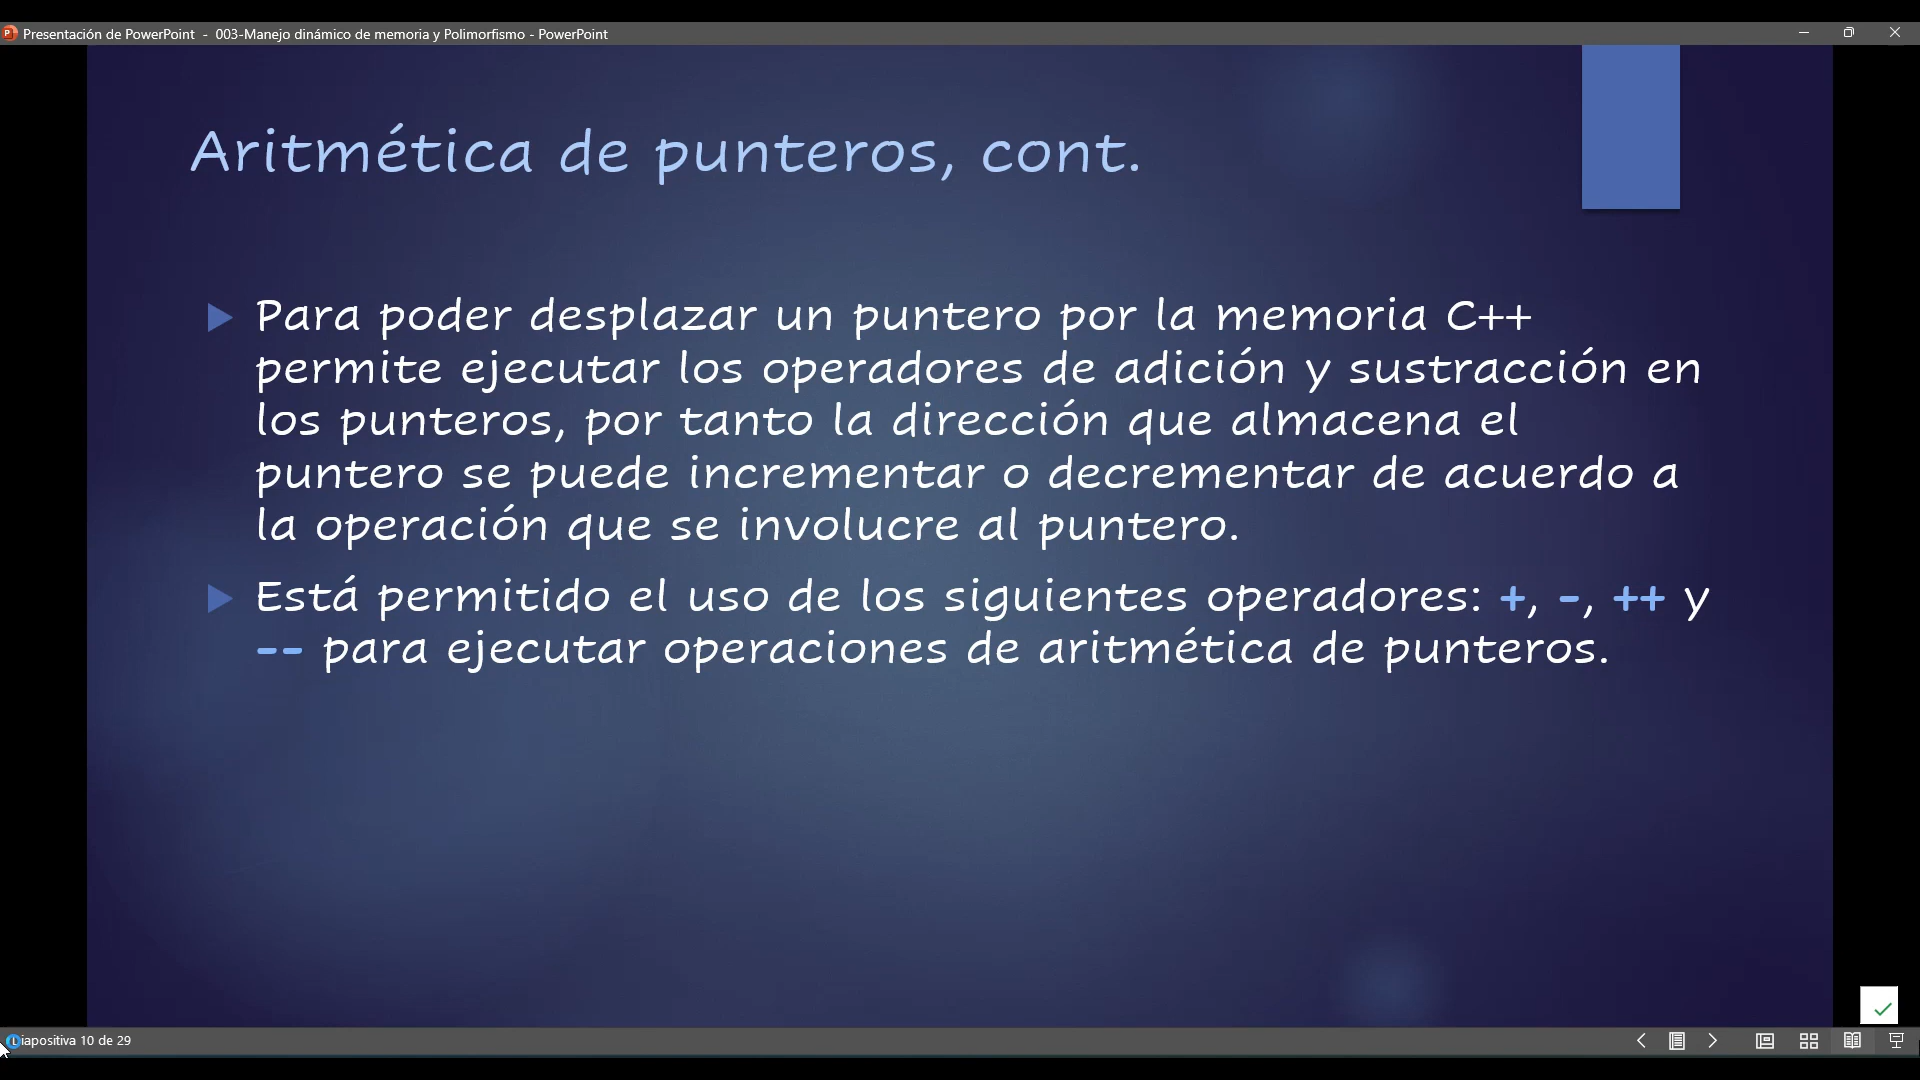 Presentación de PowerPoint - 003-Manejo dinámico de memoria y Polimorfismo - PowerPoint
Aritmética de punteros, cont.
Para poder desplazar un puntero por la memoria C++
permite ejecutar los operadores de adición y sustracción en
los punteros, por tanto la dirección que almacena el
puntero se puede incrementar o decrementar de acuerdo a
la operación que se involucre al puntero.
Está permitido el uso de los siguientes operadores: +, -, ++ y
-- para ejecutar operaciones de aritmética de punteros.
Diapositiva 10 de 29